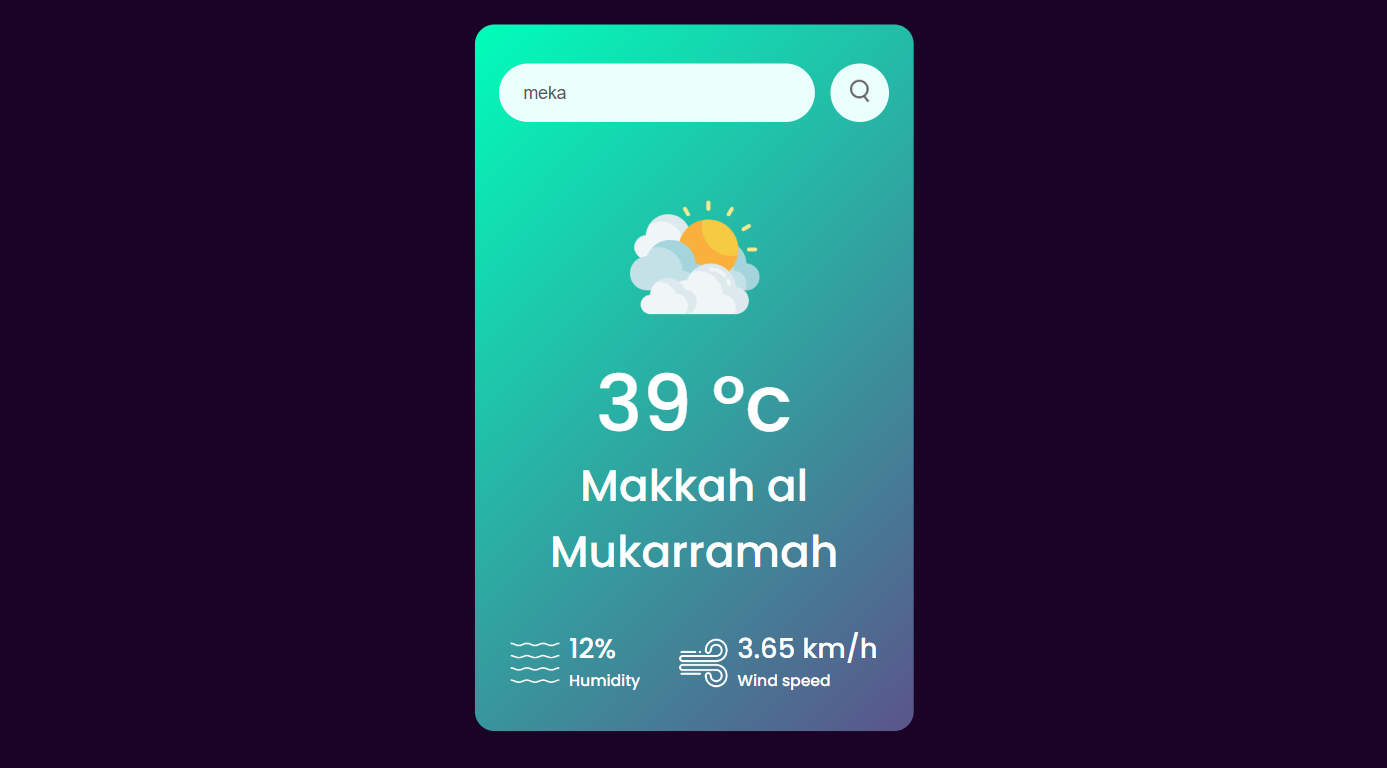 meka
39 °c
Makkah al
Mukarramah
12%
Humidity
3.65 km/h
Wind speed